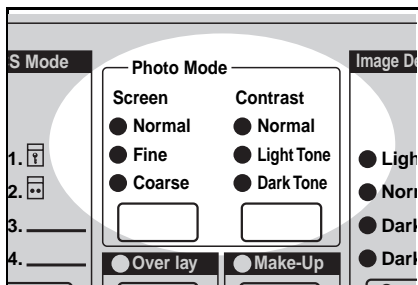 S Mode
Photo Mode
Image De
Screen Contrast
Normal Normal
1. Fine Light Tone Ligh
2. Coarse Dark Tone Norr
3. Dark
4. Dark
Over lay Make-Up